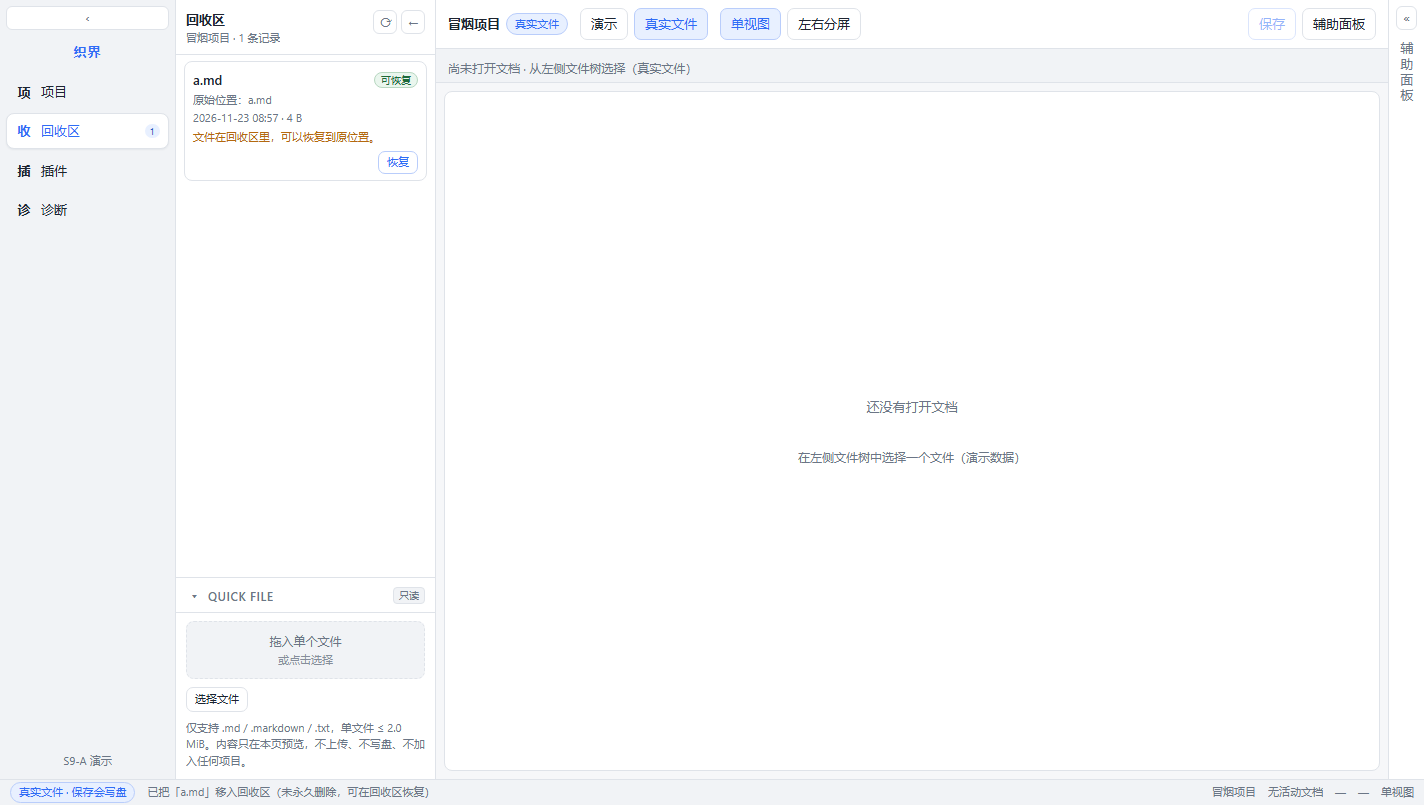 ‹
织界
项 项目
收 回收区 1
插 插件
诊 诊断
S9-A 演示
回收区
冒烟项目 · 1 条记录
⟳ ←
a.md 可恢复
原始位置：a.md
2026-11-23 08:57 · 4 B
文件在回收区里，可以恢复到原位置。
恢复
▾ QUICK FILE 只读
拖入单个文件
或点击选择
选择文件
仅支持 .md / .markdown / .txt，单文件 ≤ 2.0
MiB。内容只在本页预览，不上传、不写盘、不加
入任何项目。
冒烟项目 真实文件 演示 真实文件 单视图 左右分屏 保存 辅助面板
尚未打开文档 · 从左侧文件树选择（真实文件）
还没有打开文档
在左侧文件树中选择一个文件（演示数据）
«
辅
助
面
板
真实文件 · 保存会写盘 已把「a.md」移入回收区（未永久删除，可在回收区恢复） 冒烟项目 无活动文档 — — 单视图